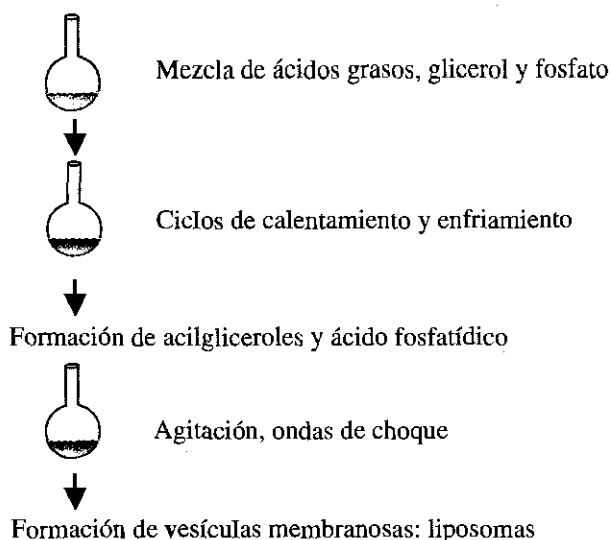 Mezcla de ácidos grasos, glicerol y fosfato
Ciclos de calentamiento y enfriamiento
Formación de acilgliceroles y ácido fosfatídico
Agitación, ondas de choque
Formación de vesículas membranosas: liposomas